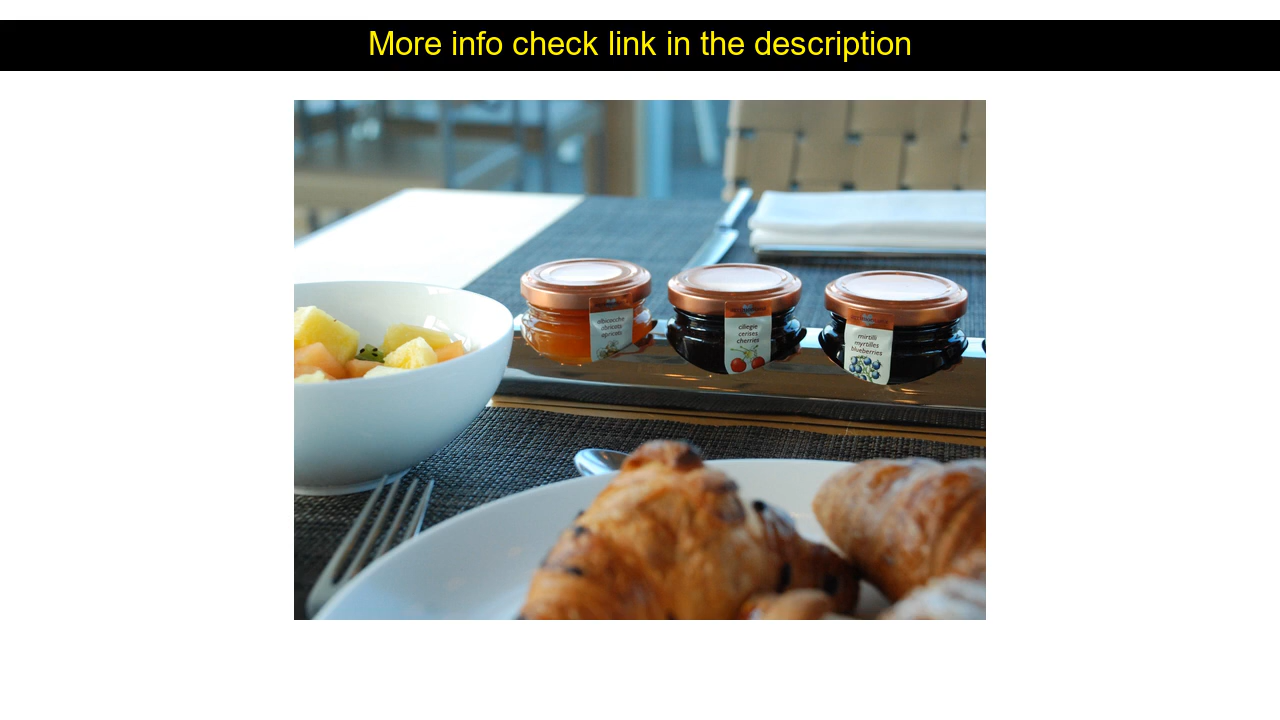 More info check link in the description
albicocche
abricots
apricots
ciliegie
cerises
cherries
mirtilli
myrtilles
blueberries